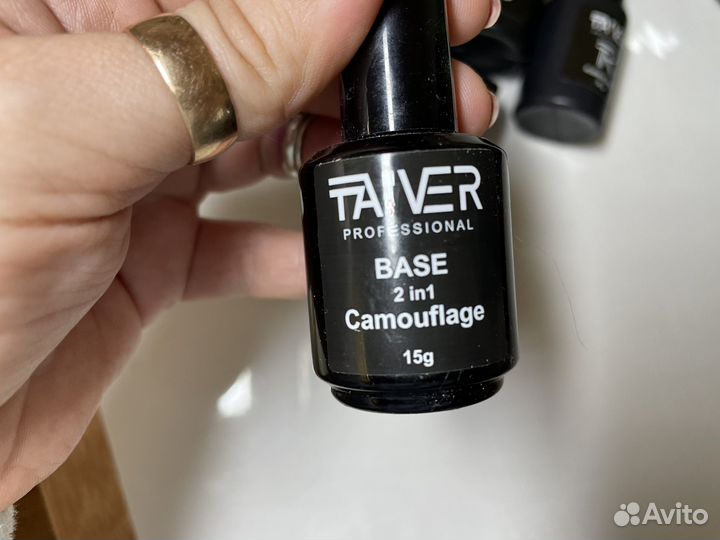 TAIVER
PROFESSIONAL
BASE
2 in1
Camouflage
15g
Avito